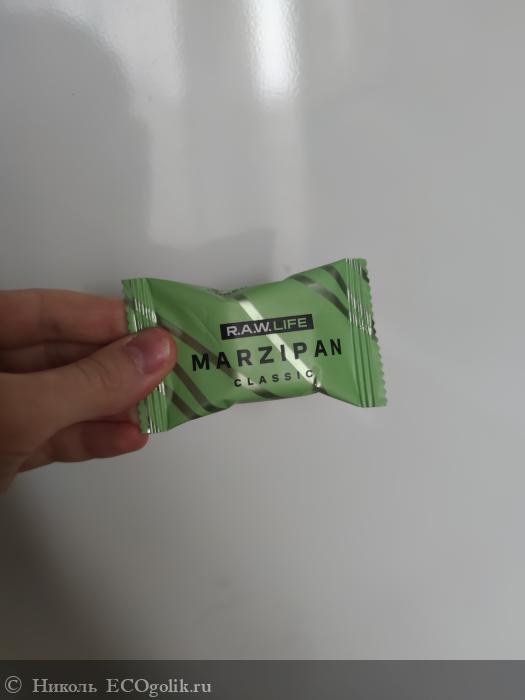 R.A.W. LIFE
MARZIPAN
CLASSIC
© Николь ECOgolik.ru